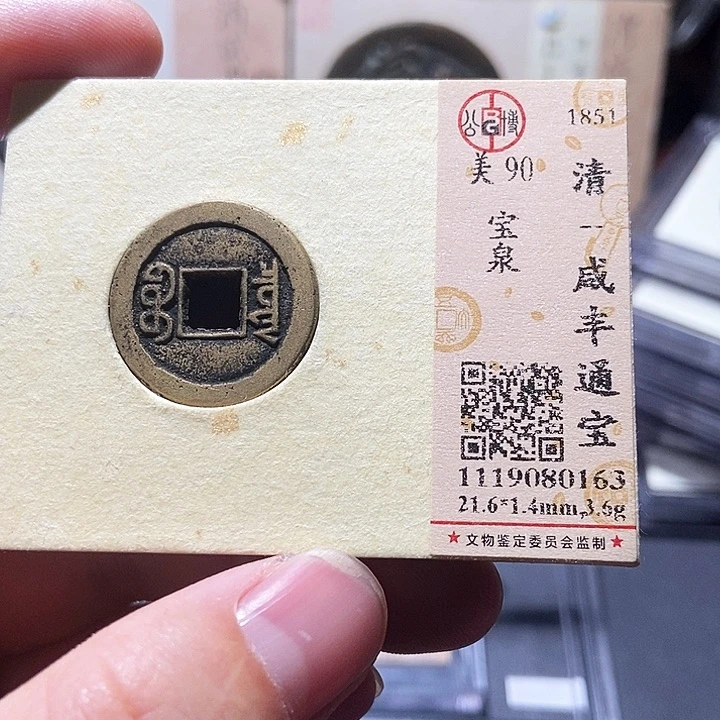 公G博
1851
美 90
宝泉
清-咸丰通宝
1119080163
21.6*1.4mm,3.6g
★文物鉴定委员会监制★